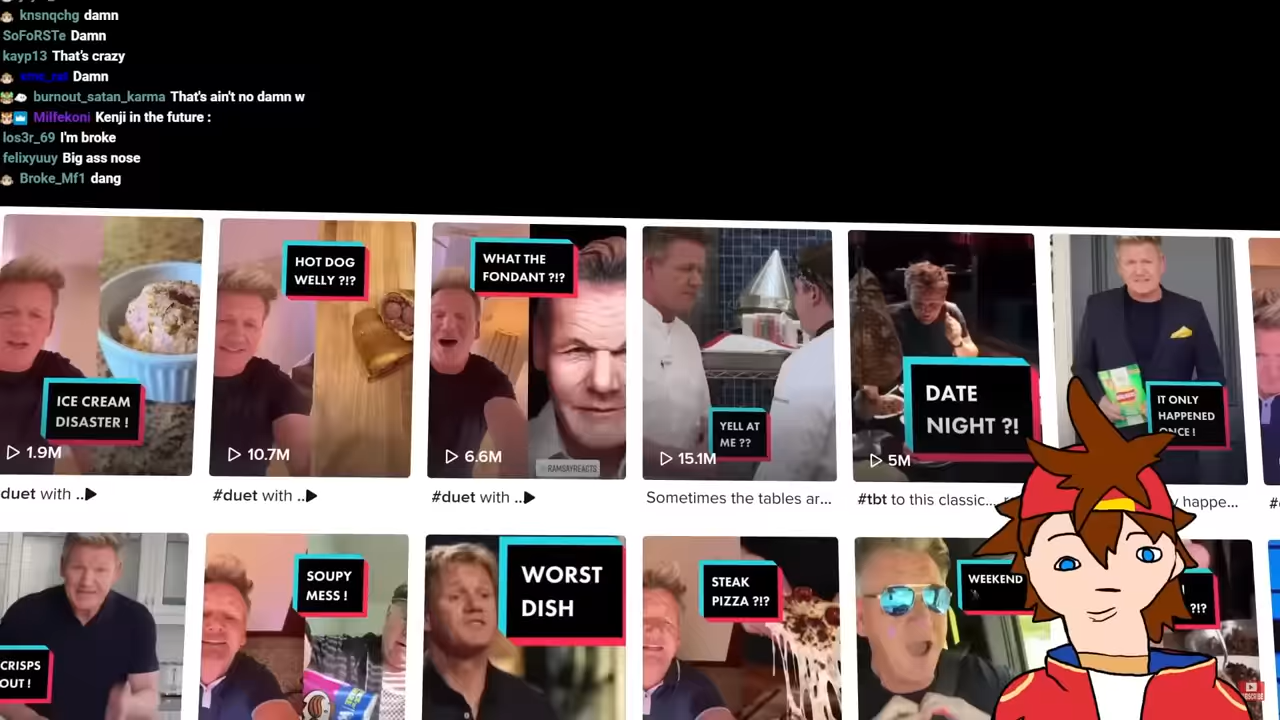 knsnqchg damn
SoFoRSTe Damn
kayp13 That's crazy
Damn
burnout_satan_karma That's ain't no damn w
Milfekoni Kenji in the future :
los3r_69 I'm broke
felixyuuy Big ass nose
Broke_Mf1 dang
ICE CREAM
DISASTER !
1.9M
HOT DOG
WELLY ?!?
10.7M
WHAT THE
FONDANT ?!?
6.6M
RAMSAYREACTS
YELL AT
ME ??
15.1M
DATE
NIGHT ?!
5M
IT ONLY
HAPPENED
ONCE !
duet with ..
#duet with ..
#duet with ..
Sometimes the tables ar...
#tbt to this classic...
happe...
CRISPS
OUT !
SOUPY
MESS !
WORST
DISH
STEAK
PIZZA ?!?
WEEKEND
?!?